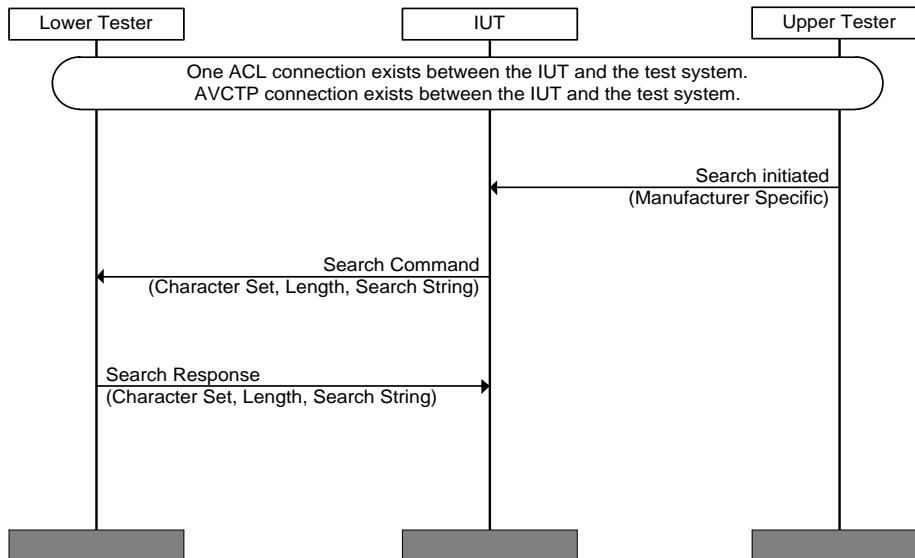 Lower Tester
IUT
Upper Tester
One ACL connection exists between the IUT and the test system.
AVCTP connection exists between the IUT and the test system.
Search initiated
(Manufacturer Specific)
Search Command
(Character Set, Length, Search String)
Search Response
(Character Set, Length, Search String)